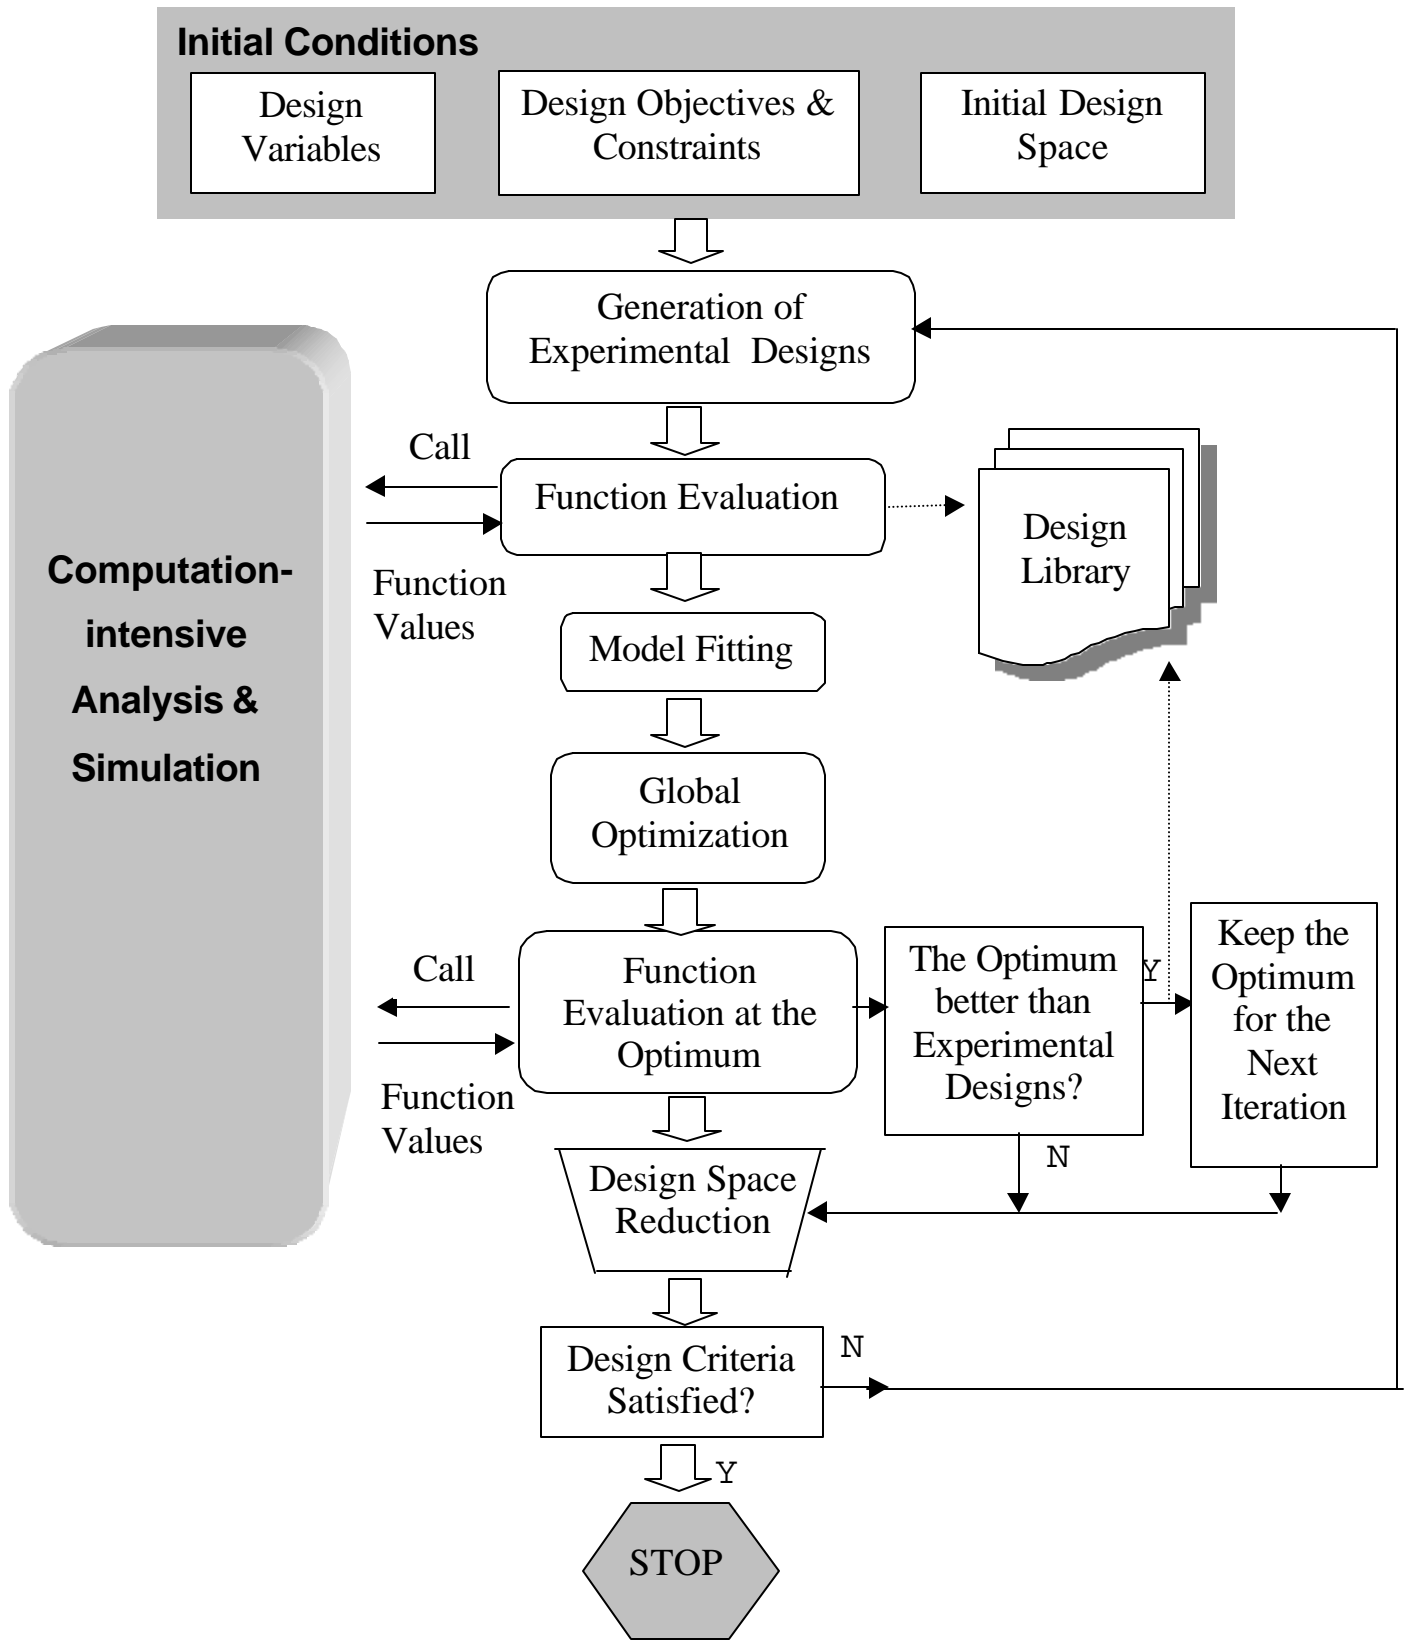 Initial Conditions
Design
Variables
Design Objectives &
Constraints
Initial Design
Space
Generation of
Experimental Designs
Call
Function Evaluation
Function
Values
Design
Library
Computation-
intensive
Analysis &
Simulation
Model Fitting
Global
Optimization
Call
Function
Evaluation at the
Optimum
Function
Values
The Optimum
better than
Experimental
Designs?
Y
N
Keep the
Optimum
for the
Next
Iteration
Design Space
Reduction
Design Criteria
Satisfied?
N
Y
STOP